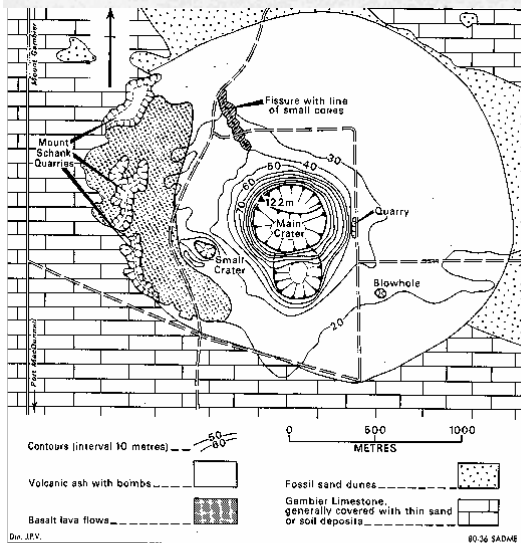 Mount Gambier
Fissure with line
of small cones
Mount
Schank
Quarries
30
40
50
60
70
122m
Main
Crater
Quarry
Small
Crater
Blowhole
20
Port MacDonnell
0 500 1000
METRES
Contours (interval 10 metres)
50
60
Volcanic ash with bombs
Basalt lava flows
Fossil sand dunes
Gambier Limestone,
generally covered with thin sand
or soil deposits
Drn. J.P.V.
80-36 SADME